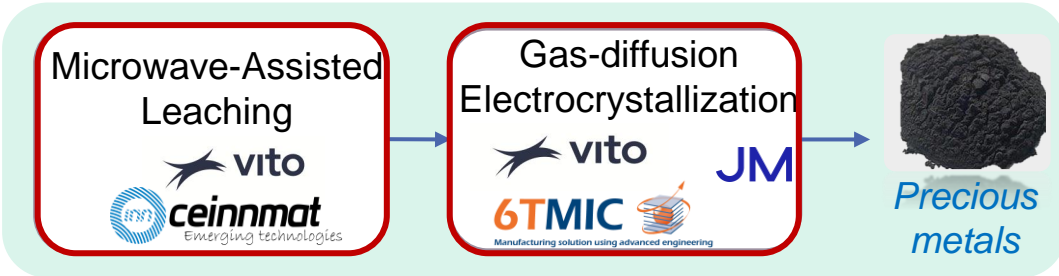 Microwave-Assisted
Leaching
vito
inn ceinnmat
Emerging technologies
Gas-diffusion
Electrocrystallization
vito
JM
6TMIC
Manufacturing solution using advanced engineering
Precious
metals